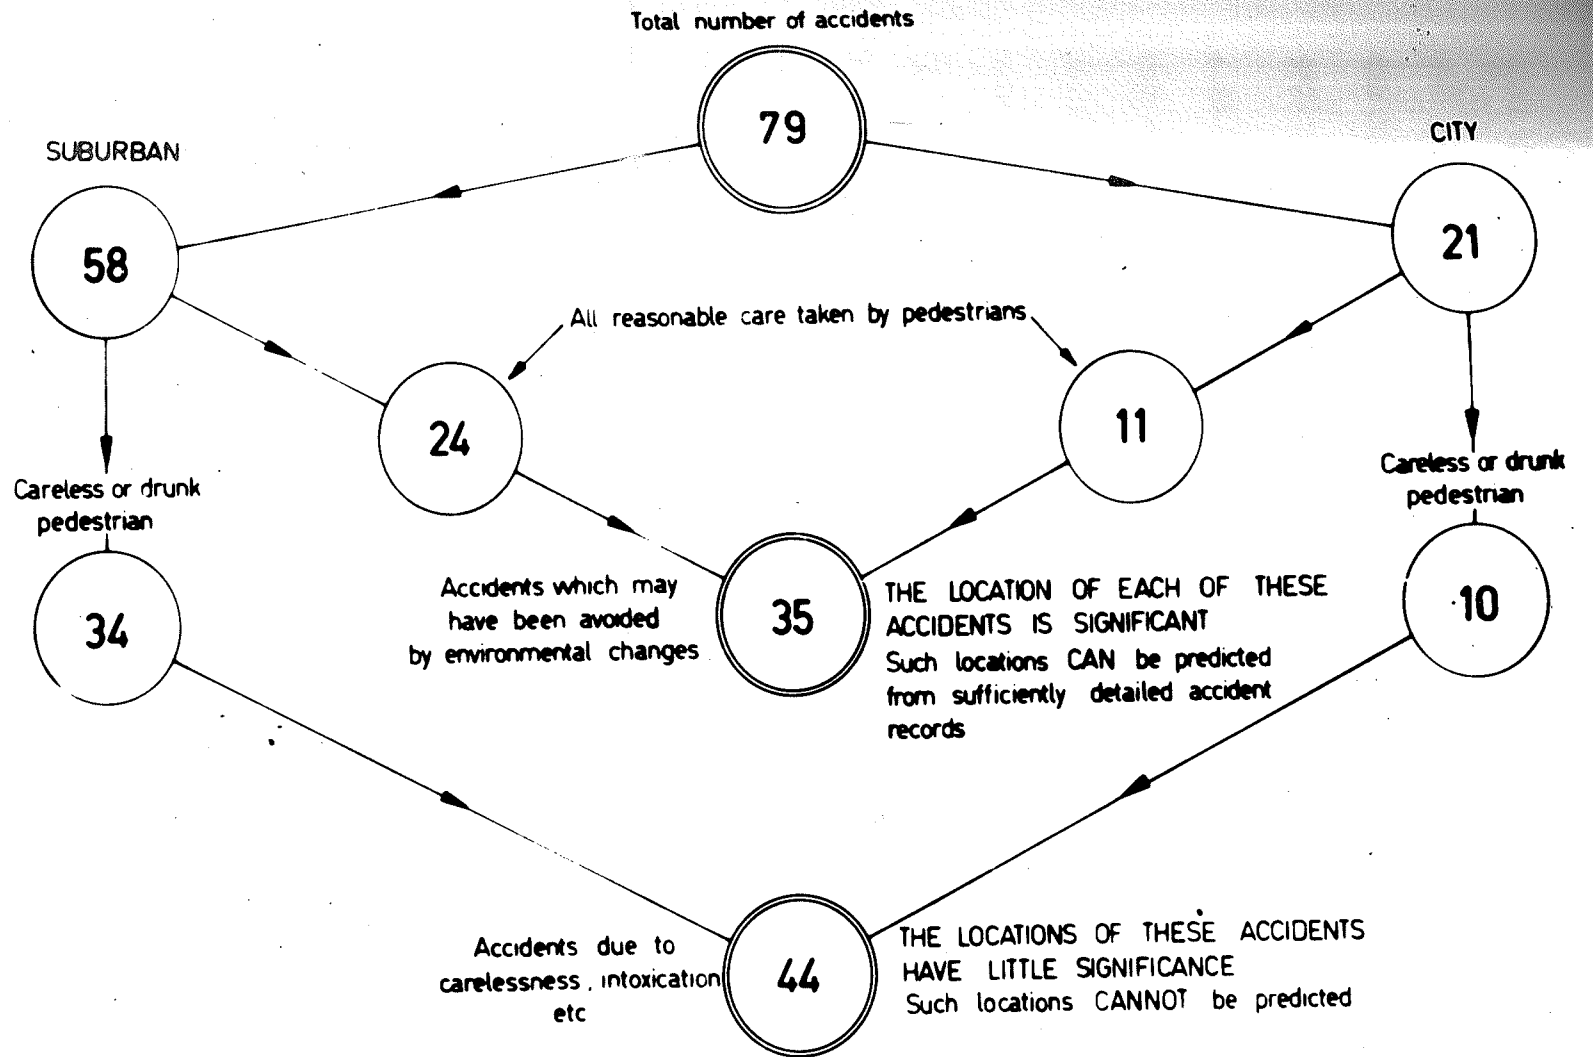 Total number of accidents
79
SUBURBAN
CITY
58
21
All reasonable care taken by pedestrians
24
11
Careless or drunk
pedestrian
Careless or drunk
pedestrian
34
Accidents which may
have been avoided
by environmental changes
35
THE LOCATION OF EACH OF THESE
ACCIDENTS IS SIGNIFICANT
Such locations CAN be predicted
from sufficiently detailed accident
records
10
Accidents due to
carelessness, intoxication
etc
44
THE LOCATIONS OF THESE ACCIDENTS
HAVE LITTLE SIGNIFICANCE
Such locations CANNOT be predicted